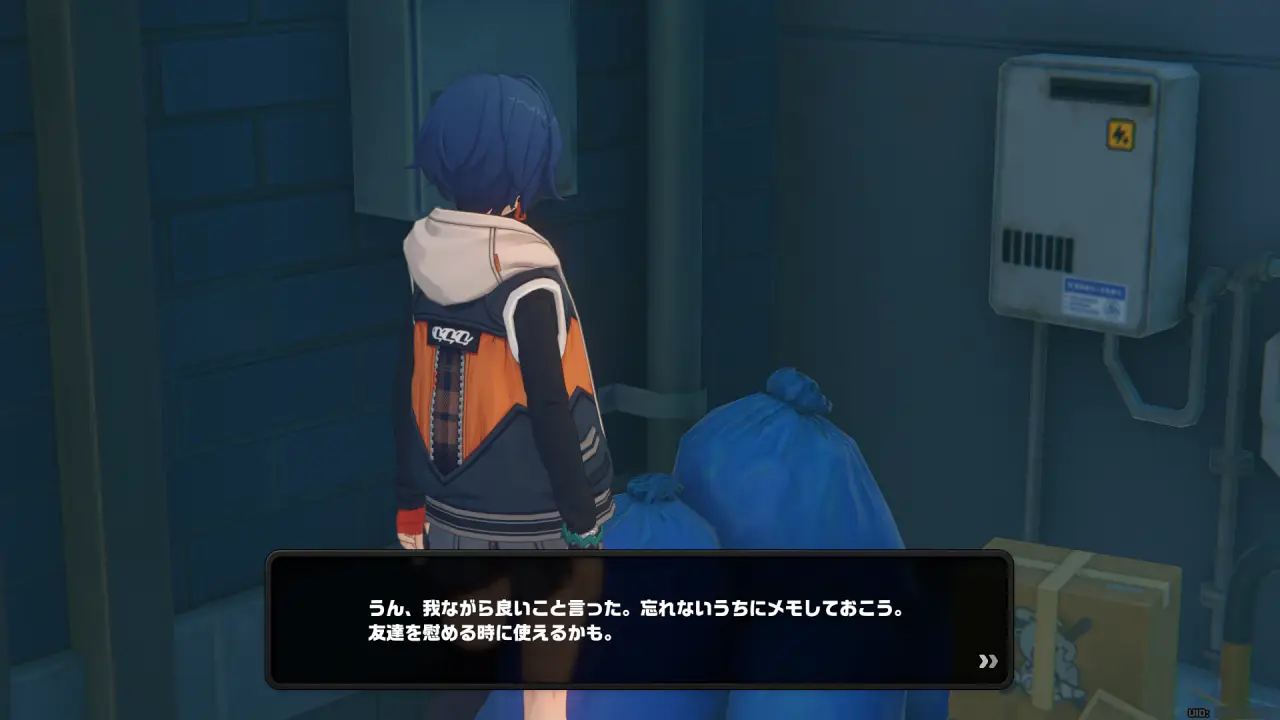 うん、我ながら良いこと言った。忘れないうちにメモしておこう。
友達を慰める時に使えるかも。
UID: